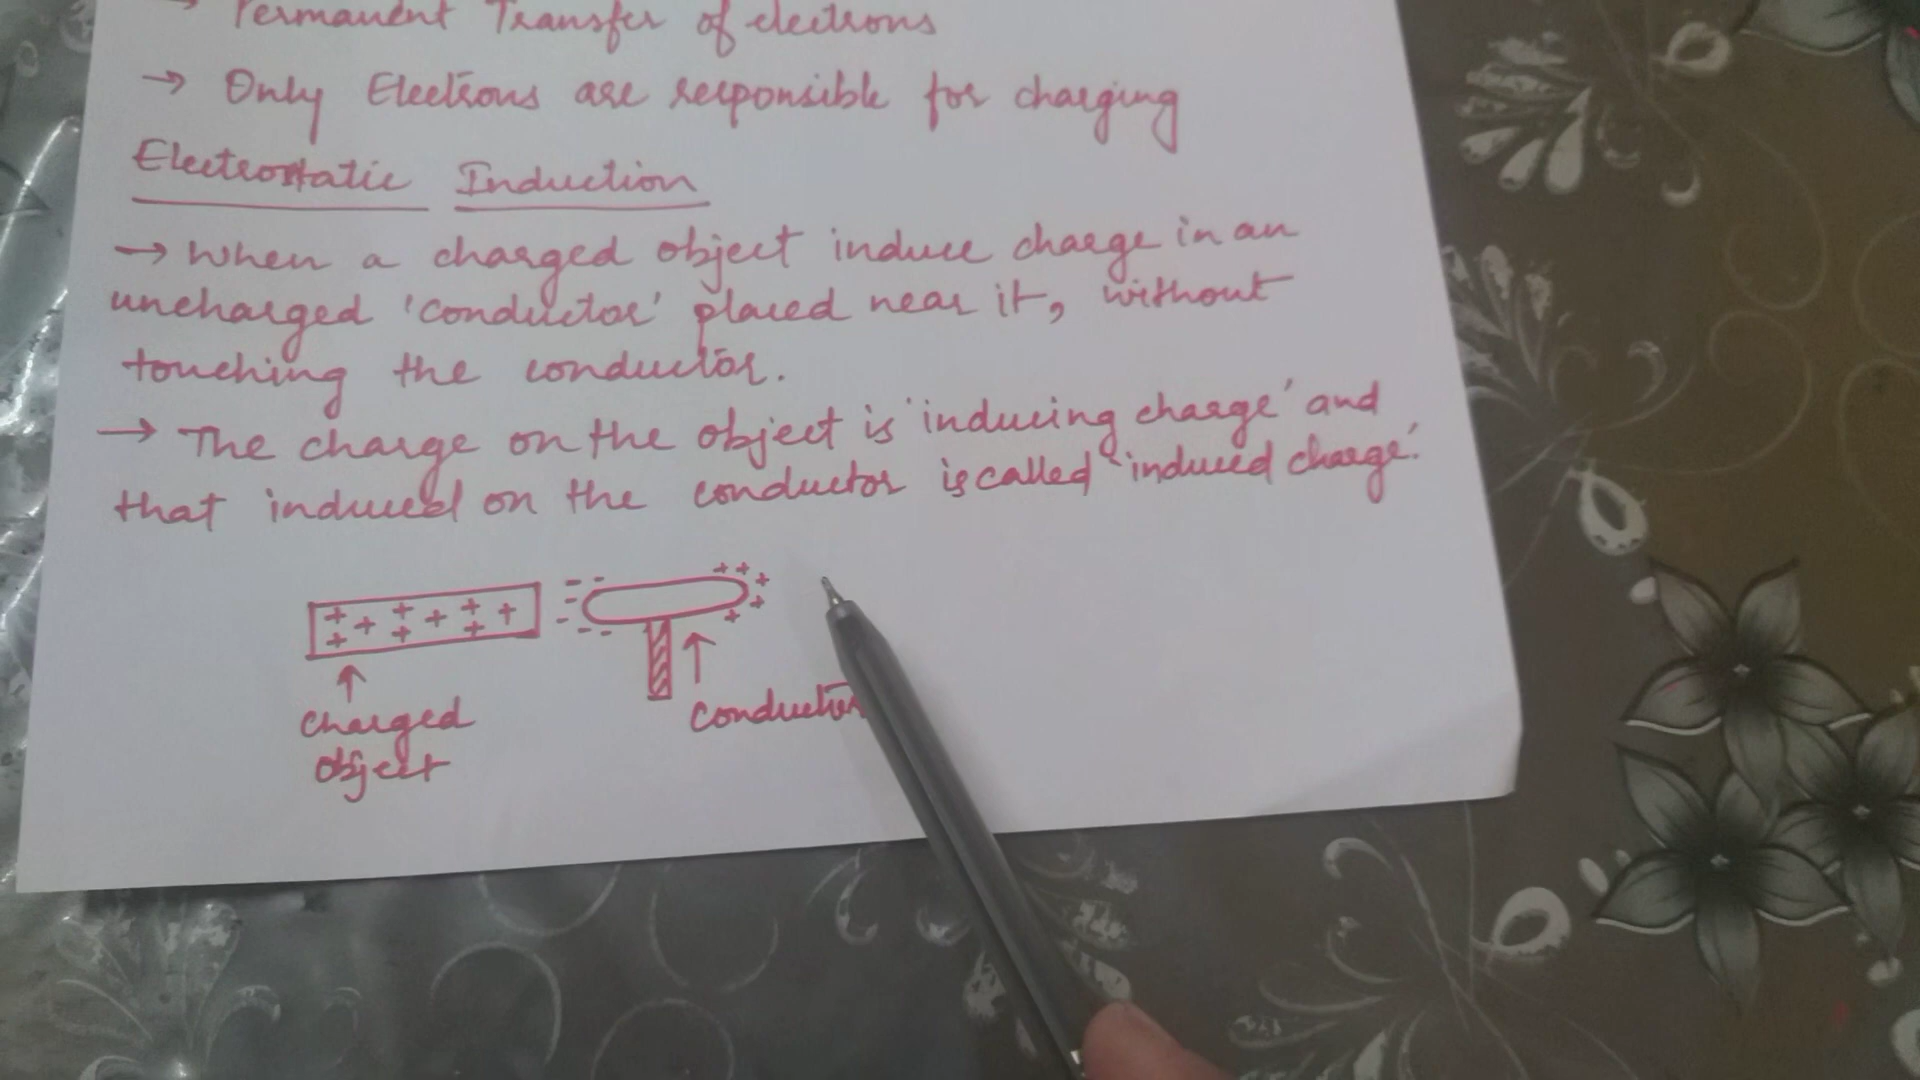 → Permanent Transfer of electrons
→ Only Electrons are responsible for charging
Electrostatic Induction
→ When a charged object induce charge in an
uncharged 'conductor' placed near it, without
touching the conductor.
→ The charge on the object is 'inducing charge' and
that induced on the conductor is called 'induced charge'.
+ + + + + + + + +
- - - - - - -
+ + + + +
↑
Charged
object
↑
Conductor